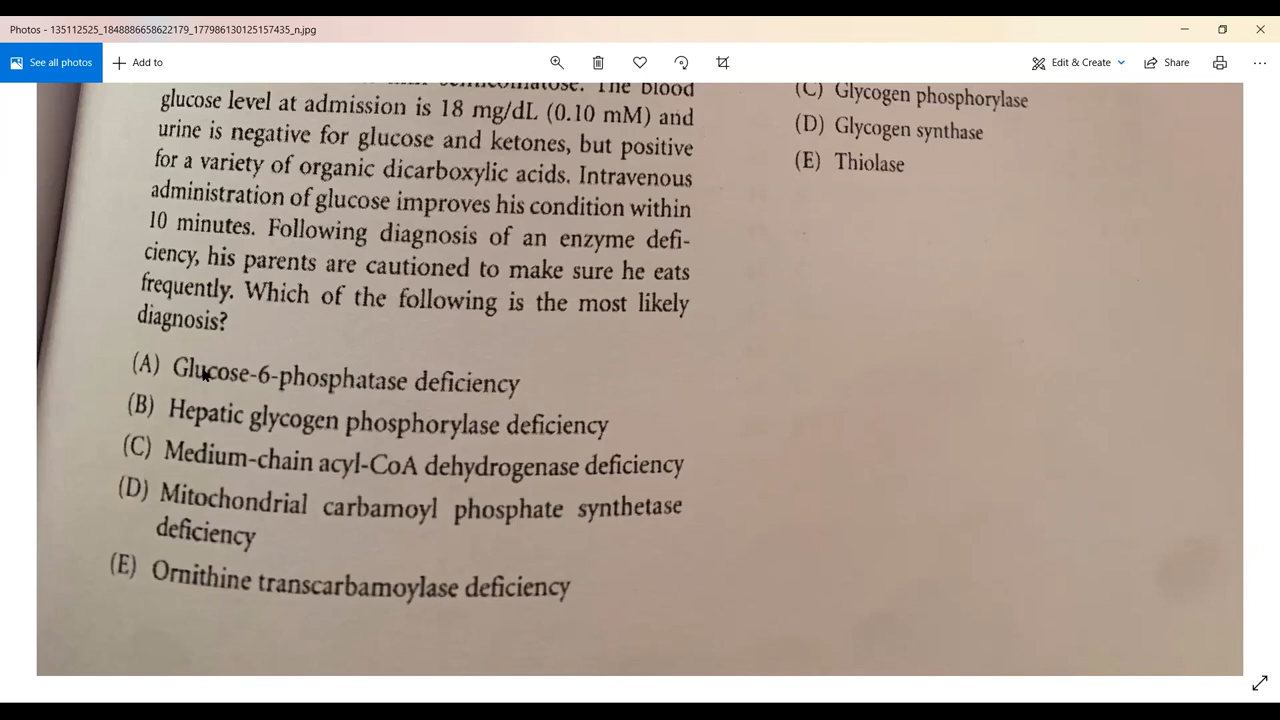 Photos - 135112525_1848886658622179_177986130125157435_n.jpg
See all photos
Add to
Edit & Create
Share
semicomatose. The blood
glucose level at admission is 18 mg/dL (0.10 mM) and
urine is negative for glucose and ketones, but positive
for a variety of organic dicarboxylic acids. Intravenous
administration of glucose improves his condition within
10 minutes. Following diagnosis of an enzyme defi-
ciency, his parents are cautioned to make sure he eats
frequently. Which of the following is the most likely
diagnosis?
(A) Glucose-6-phosphatase deficiency
(B) Hepatic glycogen phosphorylase deficiency
(C) Medium-chain acyl-CoA dehydrogenase deficiency
(D) Mitochondrial carbamoyl phosphate synthetase
deficiency
(E) Ornithine transcarbamoylase deficiency
(C) Glycogen phosphorylase
(D) Glycogen synthase
(E) Thiolase